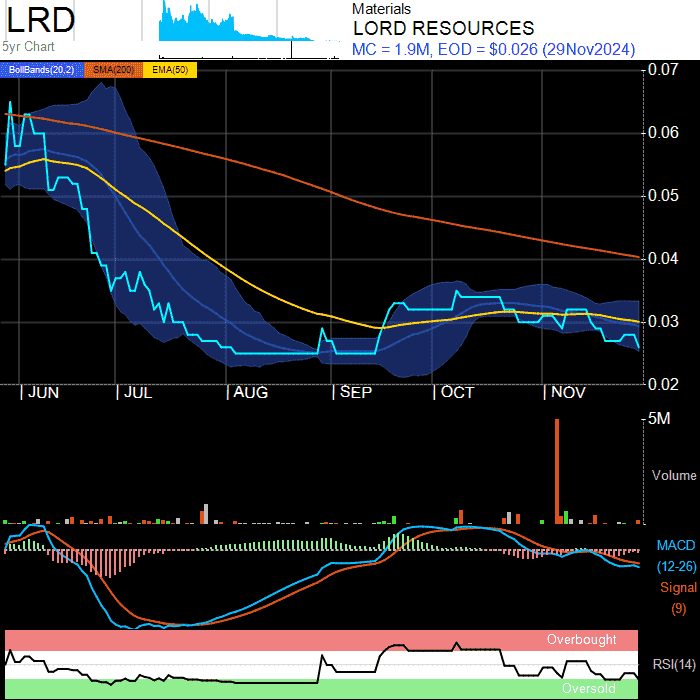 LRD
5yr Chart
Materials
LORD RESOURCES
MC = 1.9M, EOD = $0.026 (29Nov2024)
BollBands(20,2) SMA(200) EMA(50)
0.07
0.06
0.05
0.04
0.03
0.02
JUN JUL AUG SEP OCT NOV
5M
Volume
MACD
(12-26)
Signal
(9)
Overbought
RSI(14)
Oversold